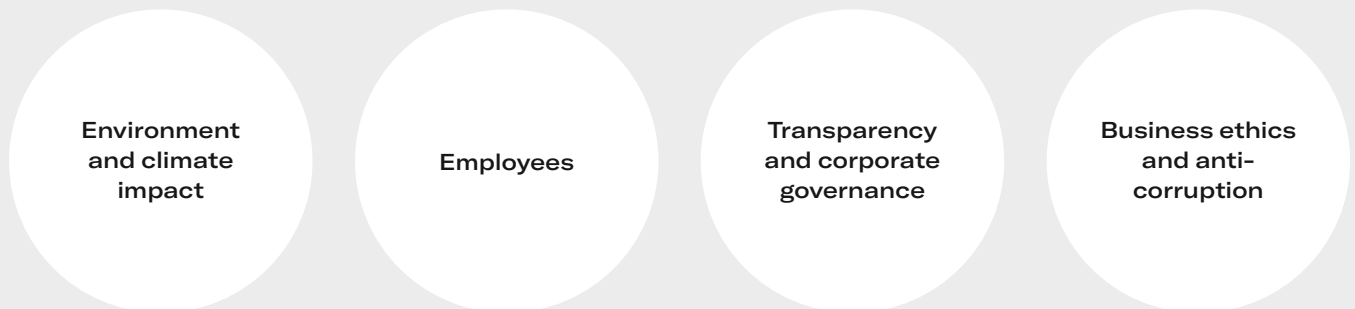 Environment
and climate
impact
Employees
Transparency
and corporate
governance
Business ethics
and anti-
corruption